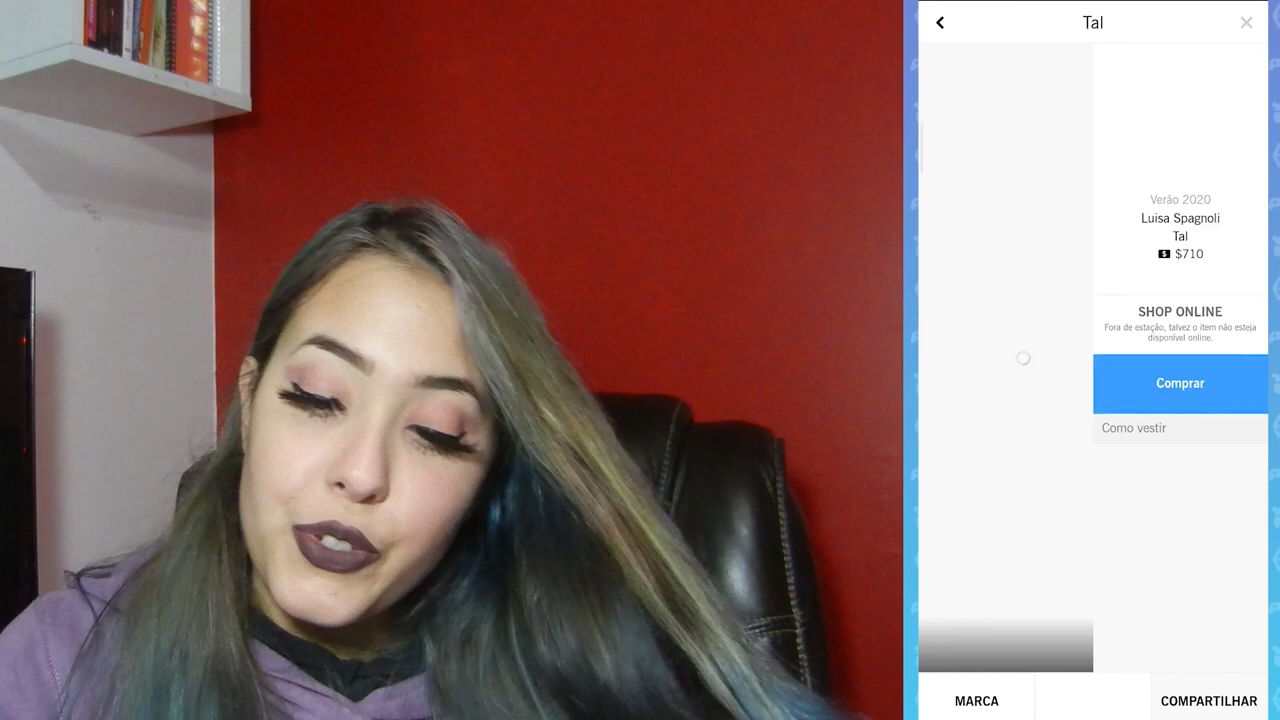 Tal
Verão 2020
Luisa Spagnoli
Tal
$710
SHOP ONLINE
Fora de estação, talvez o item não esteja
disponível online.
Comprar
Como vestir
MARCA
COMPARTILHAR